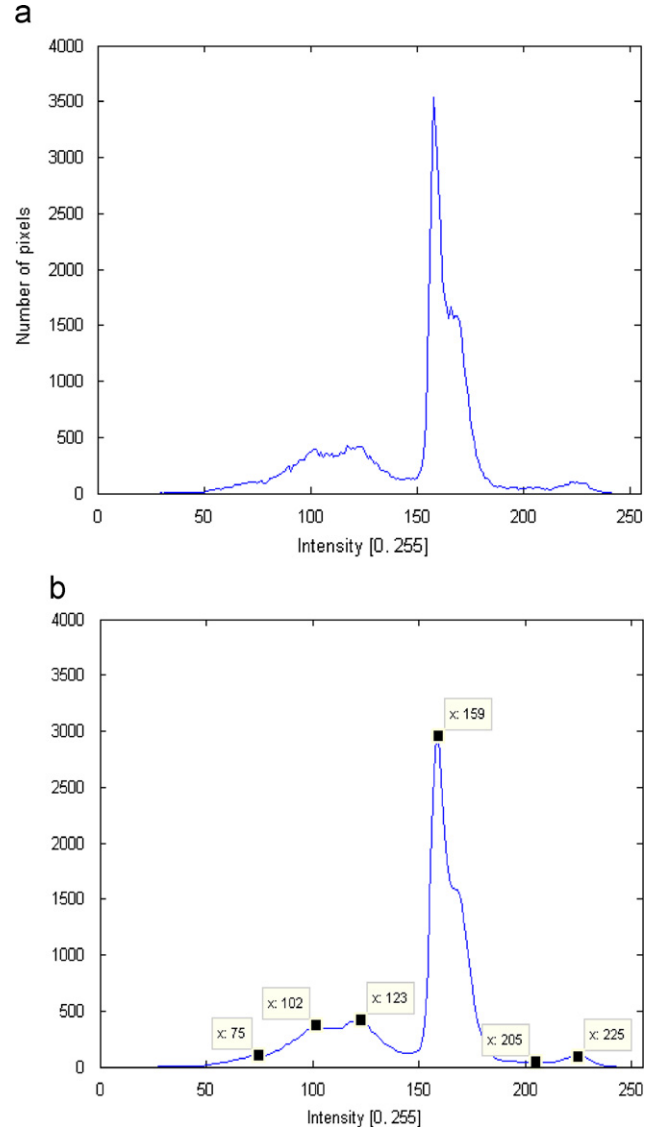 a
4000
3500
3000
2500
2000
1500
1000
500
0
Number of pixels
0 50 100 150 200 250
Intensity [0. 255]
b
4000
3500
3000
2500
2000
1500
1000
500
0
x: 159
x: 123
x: 102
x: 75
x: 205
x: 225
0 50 100 150 200 250
Intensity [0. 255]